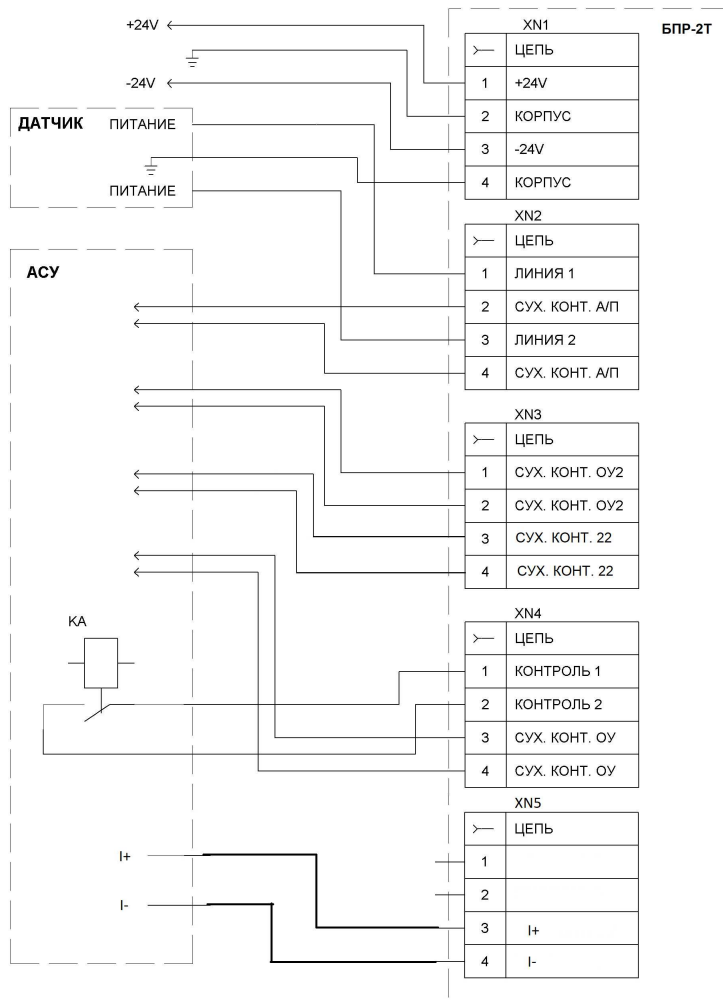 +24V
XN1
БПР-2Т
ЦЕПЬ
-24V
1 +24V
ДАТЧИК ПИТАНИЕ
2 КОРПУС
3 -24V
ПИТАНИЕ
4 КОРПУС
XN2
ЦЕПЬ
АСУ
1 ЛИНИЯ 1
2 СУХ. КОНТ. А/П
3 ЛИНИЯ 2
4 СУХ. КОНТ. А/П
XN3
ЦЕПЬ
1 СУХ. КОНТ. ОУ2
2 СУХ. КОНТ. ОУ2
3 СУХ. КОНТ. 22
4 СУХ. КОНТ. 22
XN4
KA
ЦЕПЬ
1 КОНТРОЛЬ 1
2 КОНТРОЛЬ 2
3 СУХ. КОНТ. ОУ
4 СУХ. КОНТ. ОУ
XN5
ЦЕПЬ
I+
1
2
I-
3 I+
4 I-